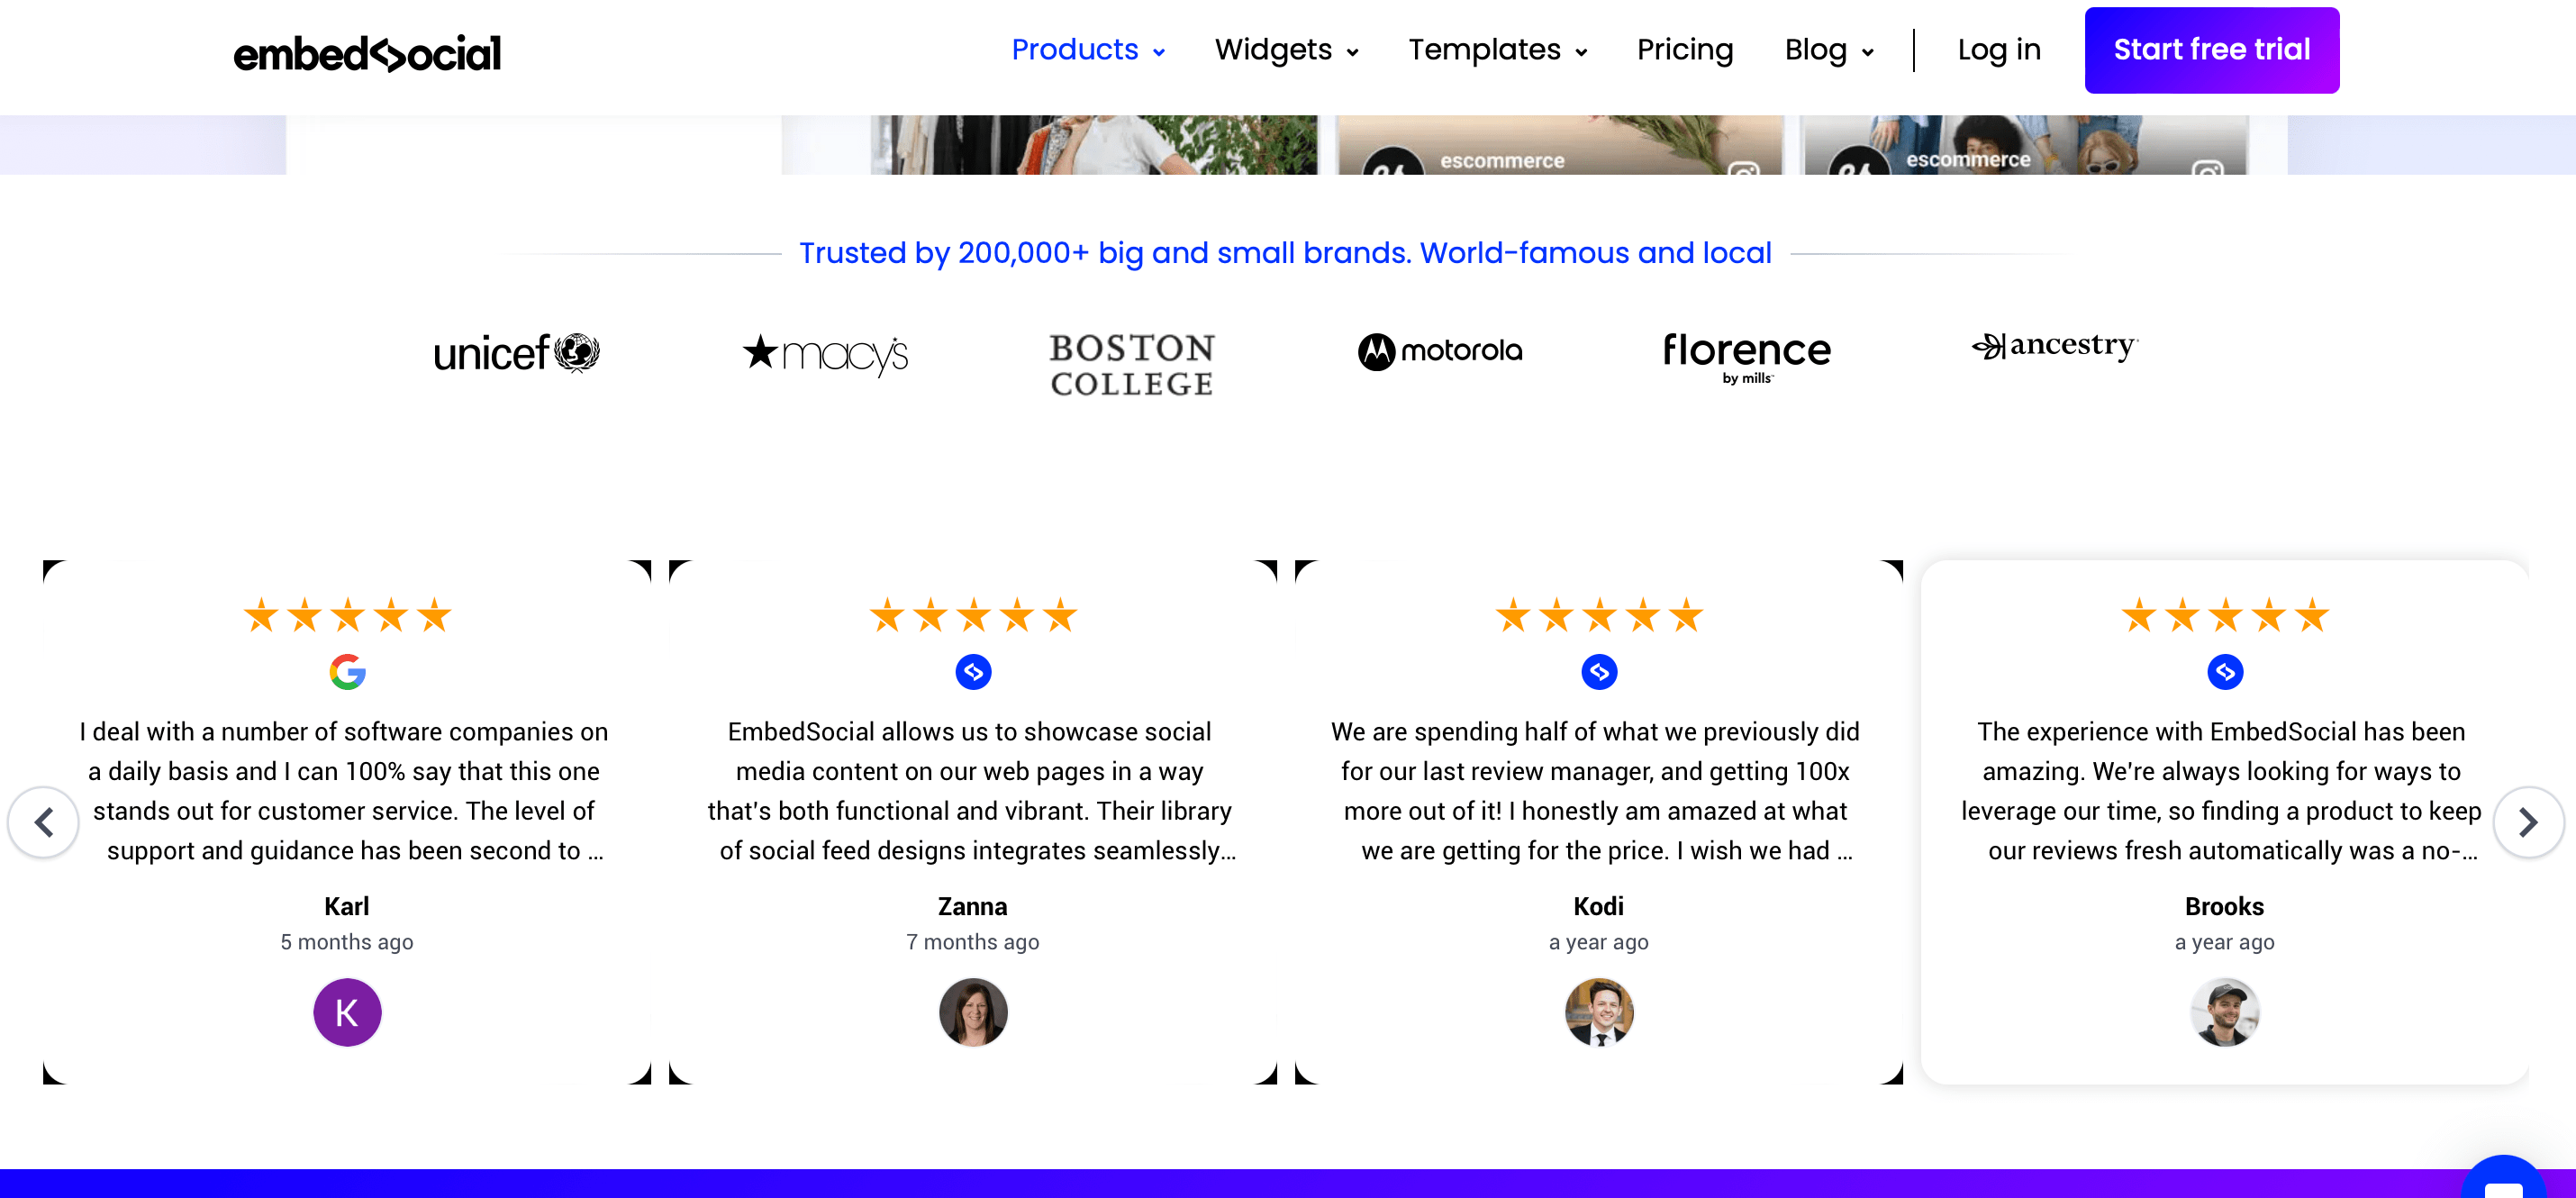 embedSocial
Products
Widgets
Templates
Pricing
Blog
Log in
Start free trial
escommerce
escommerce
Trusted by 200,000+ big and small brands. World-famous and local
unicef
macy's
BOSTON
COLLEGE
motorola
florence
by mills™
ancestry
I deal with a number of software companies on
a daily basis and I can 100% say that this one
stands out for customer service. The level of
support and guidance has been second to ...
Karl
5 months ago
K
EmbedSocial allows us to showcase social
media content on our web pages in a way
that's both functional and vibrant. Their library
of social feed designs integrates seamlessly...
Zanna
7 months ago
We are spending half of what we previously did
for our last review manager, and getting 100x
more out of it! I honestly am amazed at what
we are getting for the price. I wish we had ...
Kodi
a year ago
The experience with EmbedSocial has been
amazing. We're always looking for ways to
leverage our time, so finding a product to keep
our reviews fresh automatically was a no-...
Brooks
a year ago